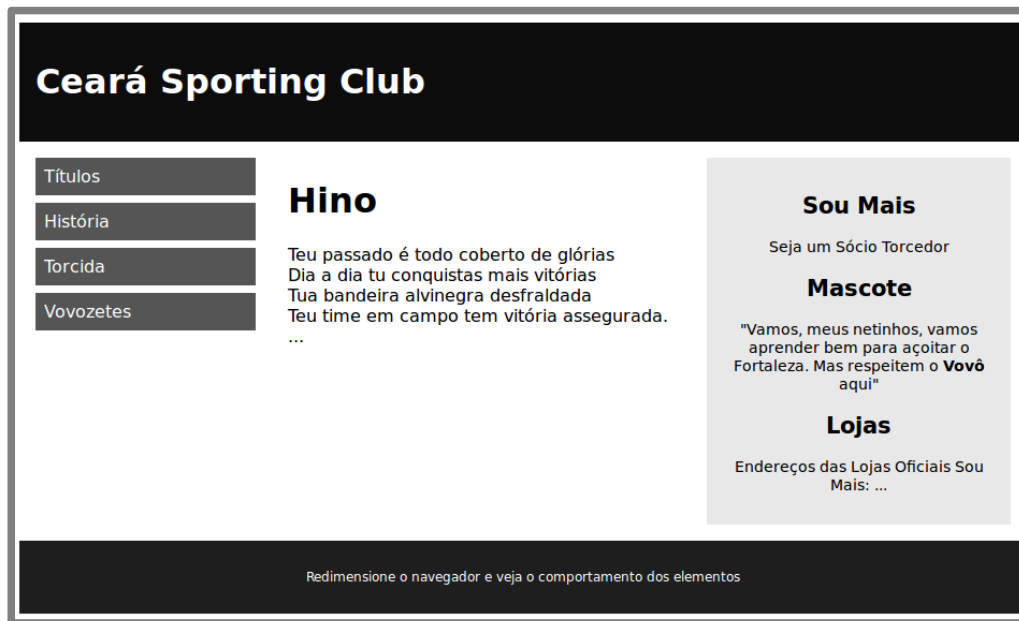 Ceará Sporting Club
Títulos
História
Torcida
Vovozetes
Hino
Teu passado é todo coberto de glórias
Dia a dia tu conquistas mais vitórias
Tua bandeira alvinegra desfraldada
Teu time em campo tem vitória assegurada.
...
Sou Mais
Seja um Sócio Torcedor
Mascote
"Vamos, meus netinhos, vamos
aprender bem para açoitar o
Fortaleza. Mas respeitem o Vovô
aqui"
Lojas
Endereços das Lojas Oficiais Sou
Mais: ...
Redimensione o navegador e veja o comportamento dos elementos